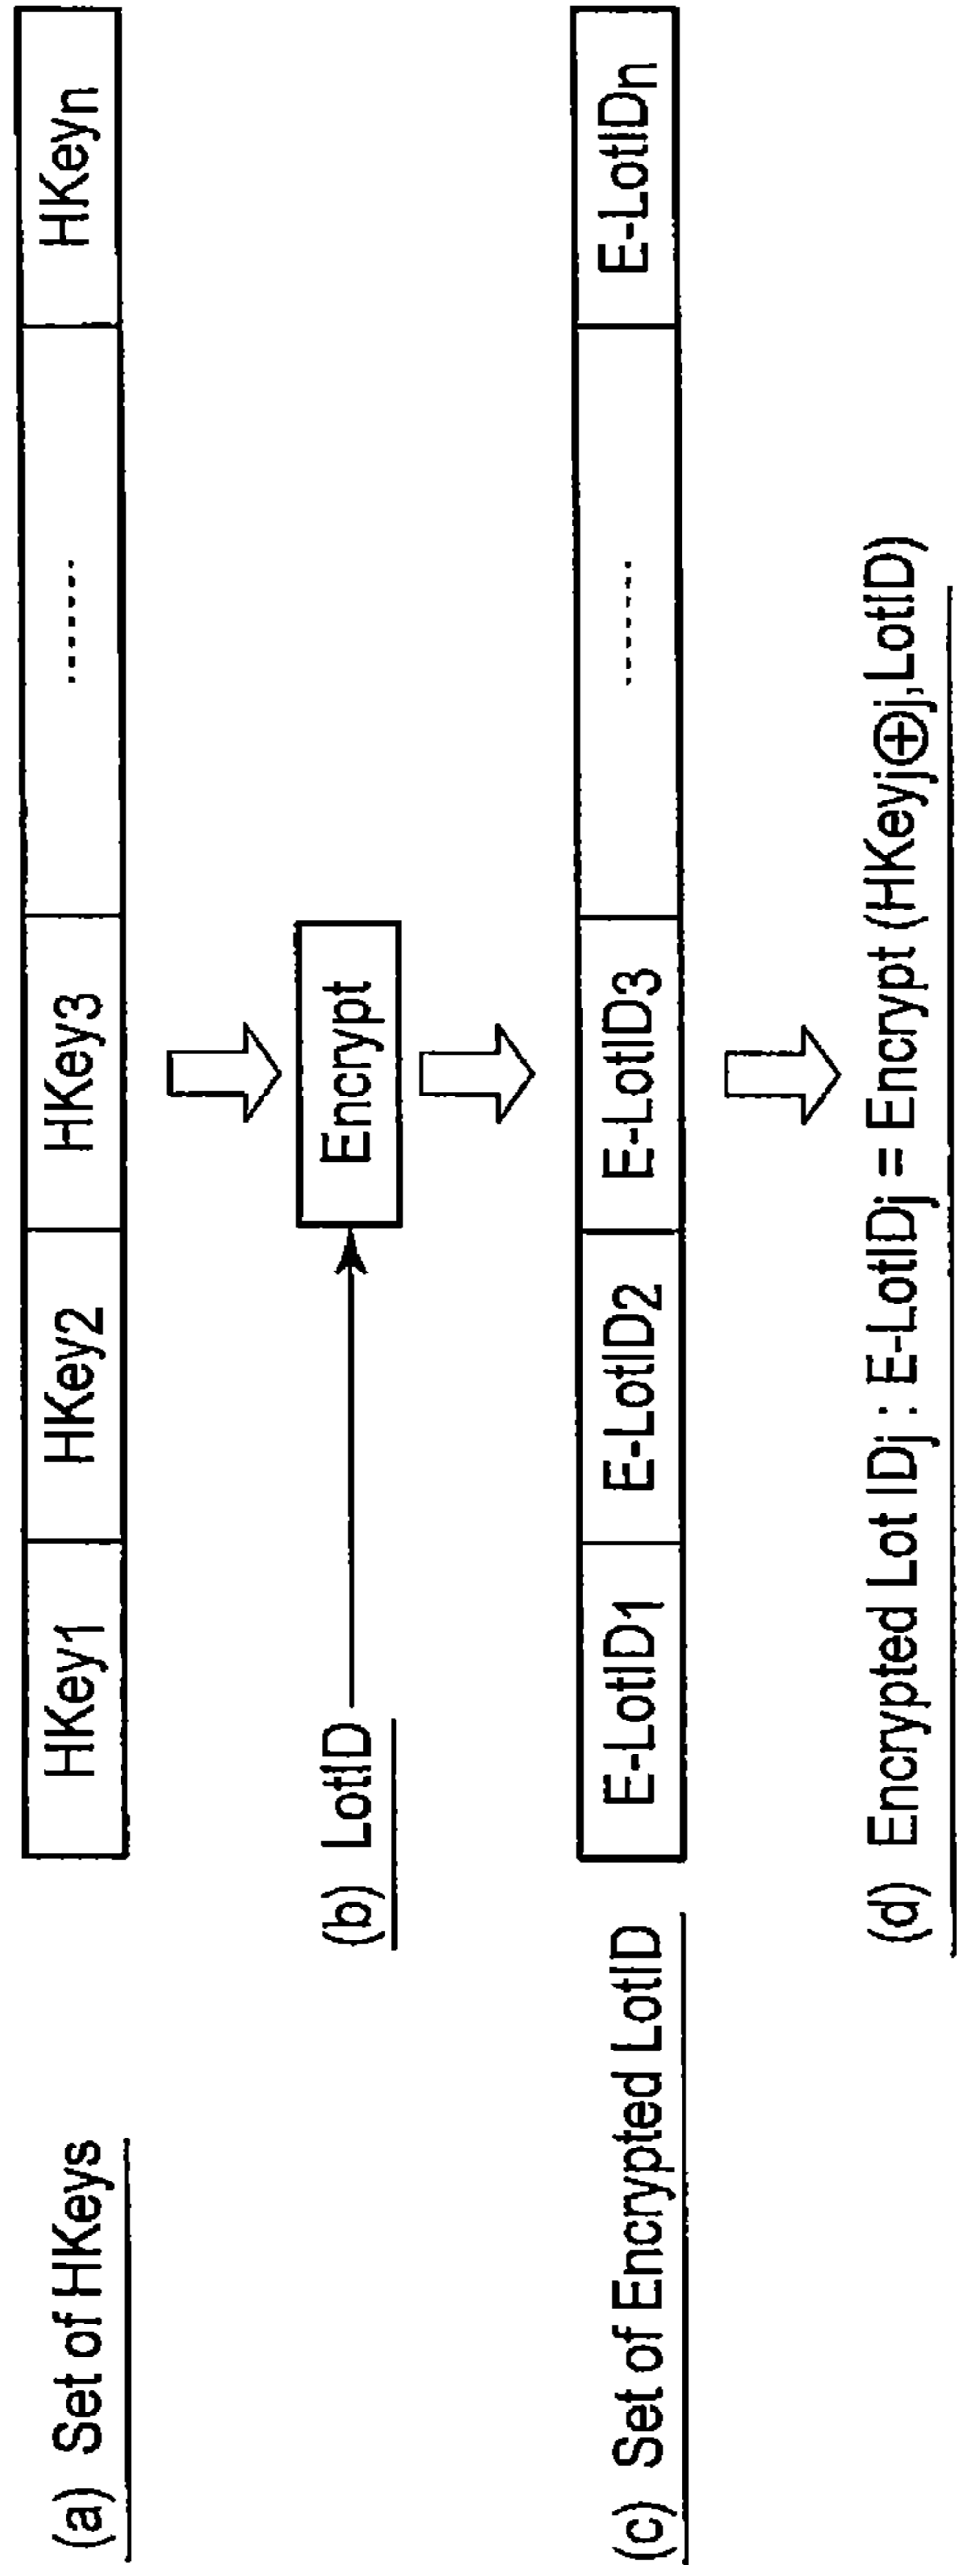 (a) Set of HKeys
HKey1 HKey2 HKey3 ------ HKeyn
(b) LotID
Encrypt
(c) Set of Encrypted LotID
E-LotID1 E-LotID2 E-LotID3 ------ E-LotIDn
(d) Encrypted Lot IDj : E-LotIDj = Encrypt (HKeyj⊕j,LotID)